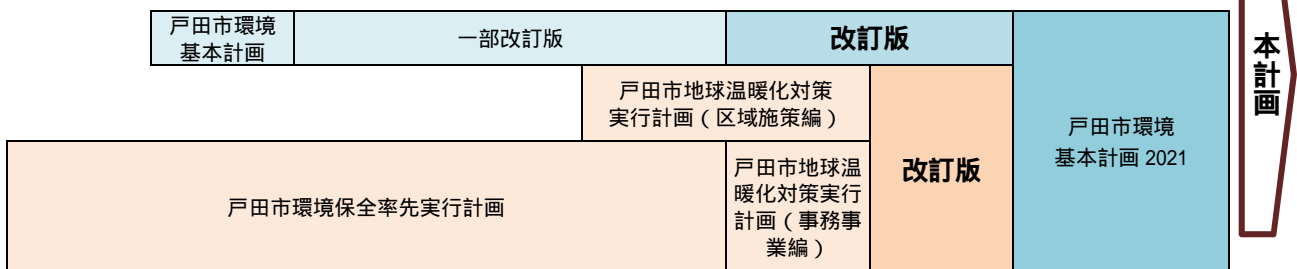 戸田市環境
基本計画
一部改訂版
改訂版
戸田市地球温暖化対策
実行計画（区域施策編）
戸田市環境保全率先実行計画
戸田市地球温
暖化対策実行
計画（事務事
業編）
改訂版
戸田市環境
基本計画 2021
本計画